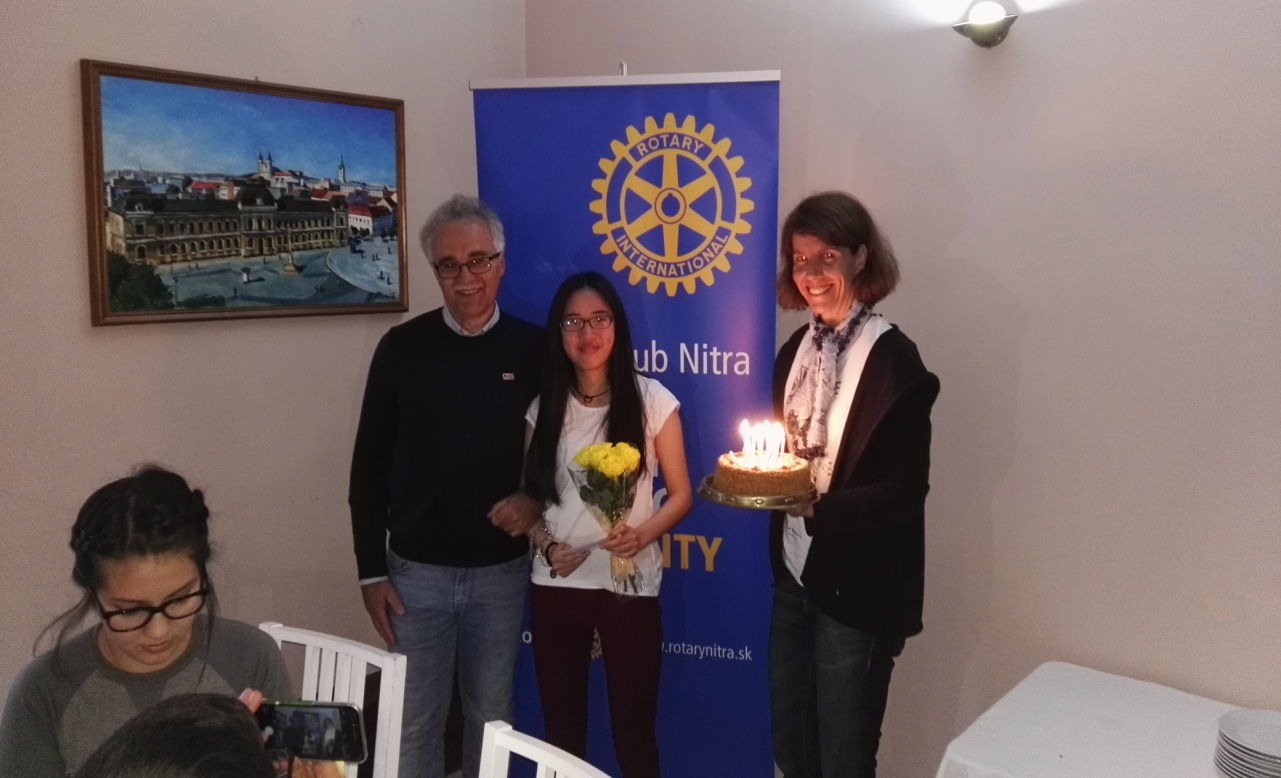 ROTARY
INTERNATIONAL
ub Nitra
ITY
.rotarynitra.sk